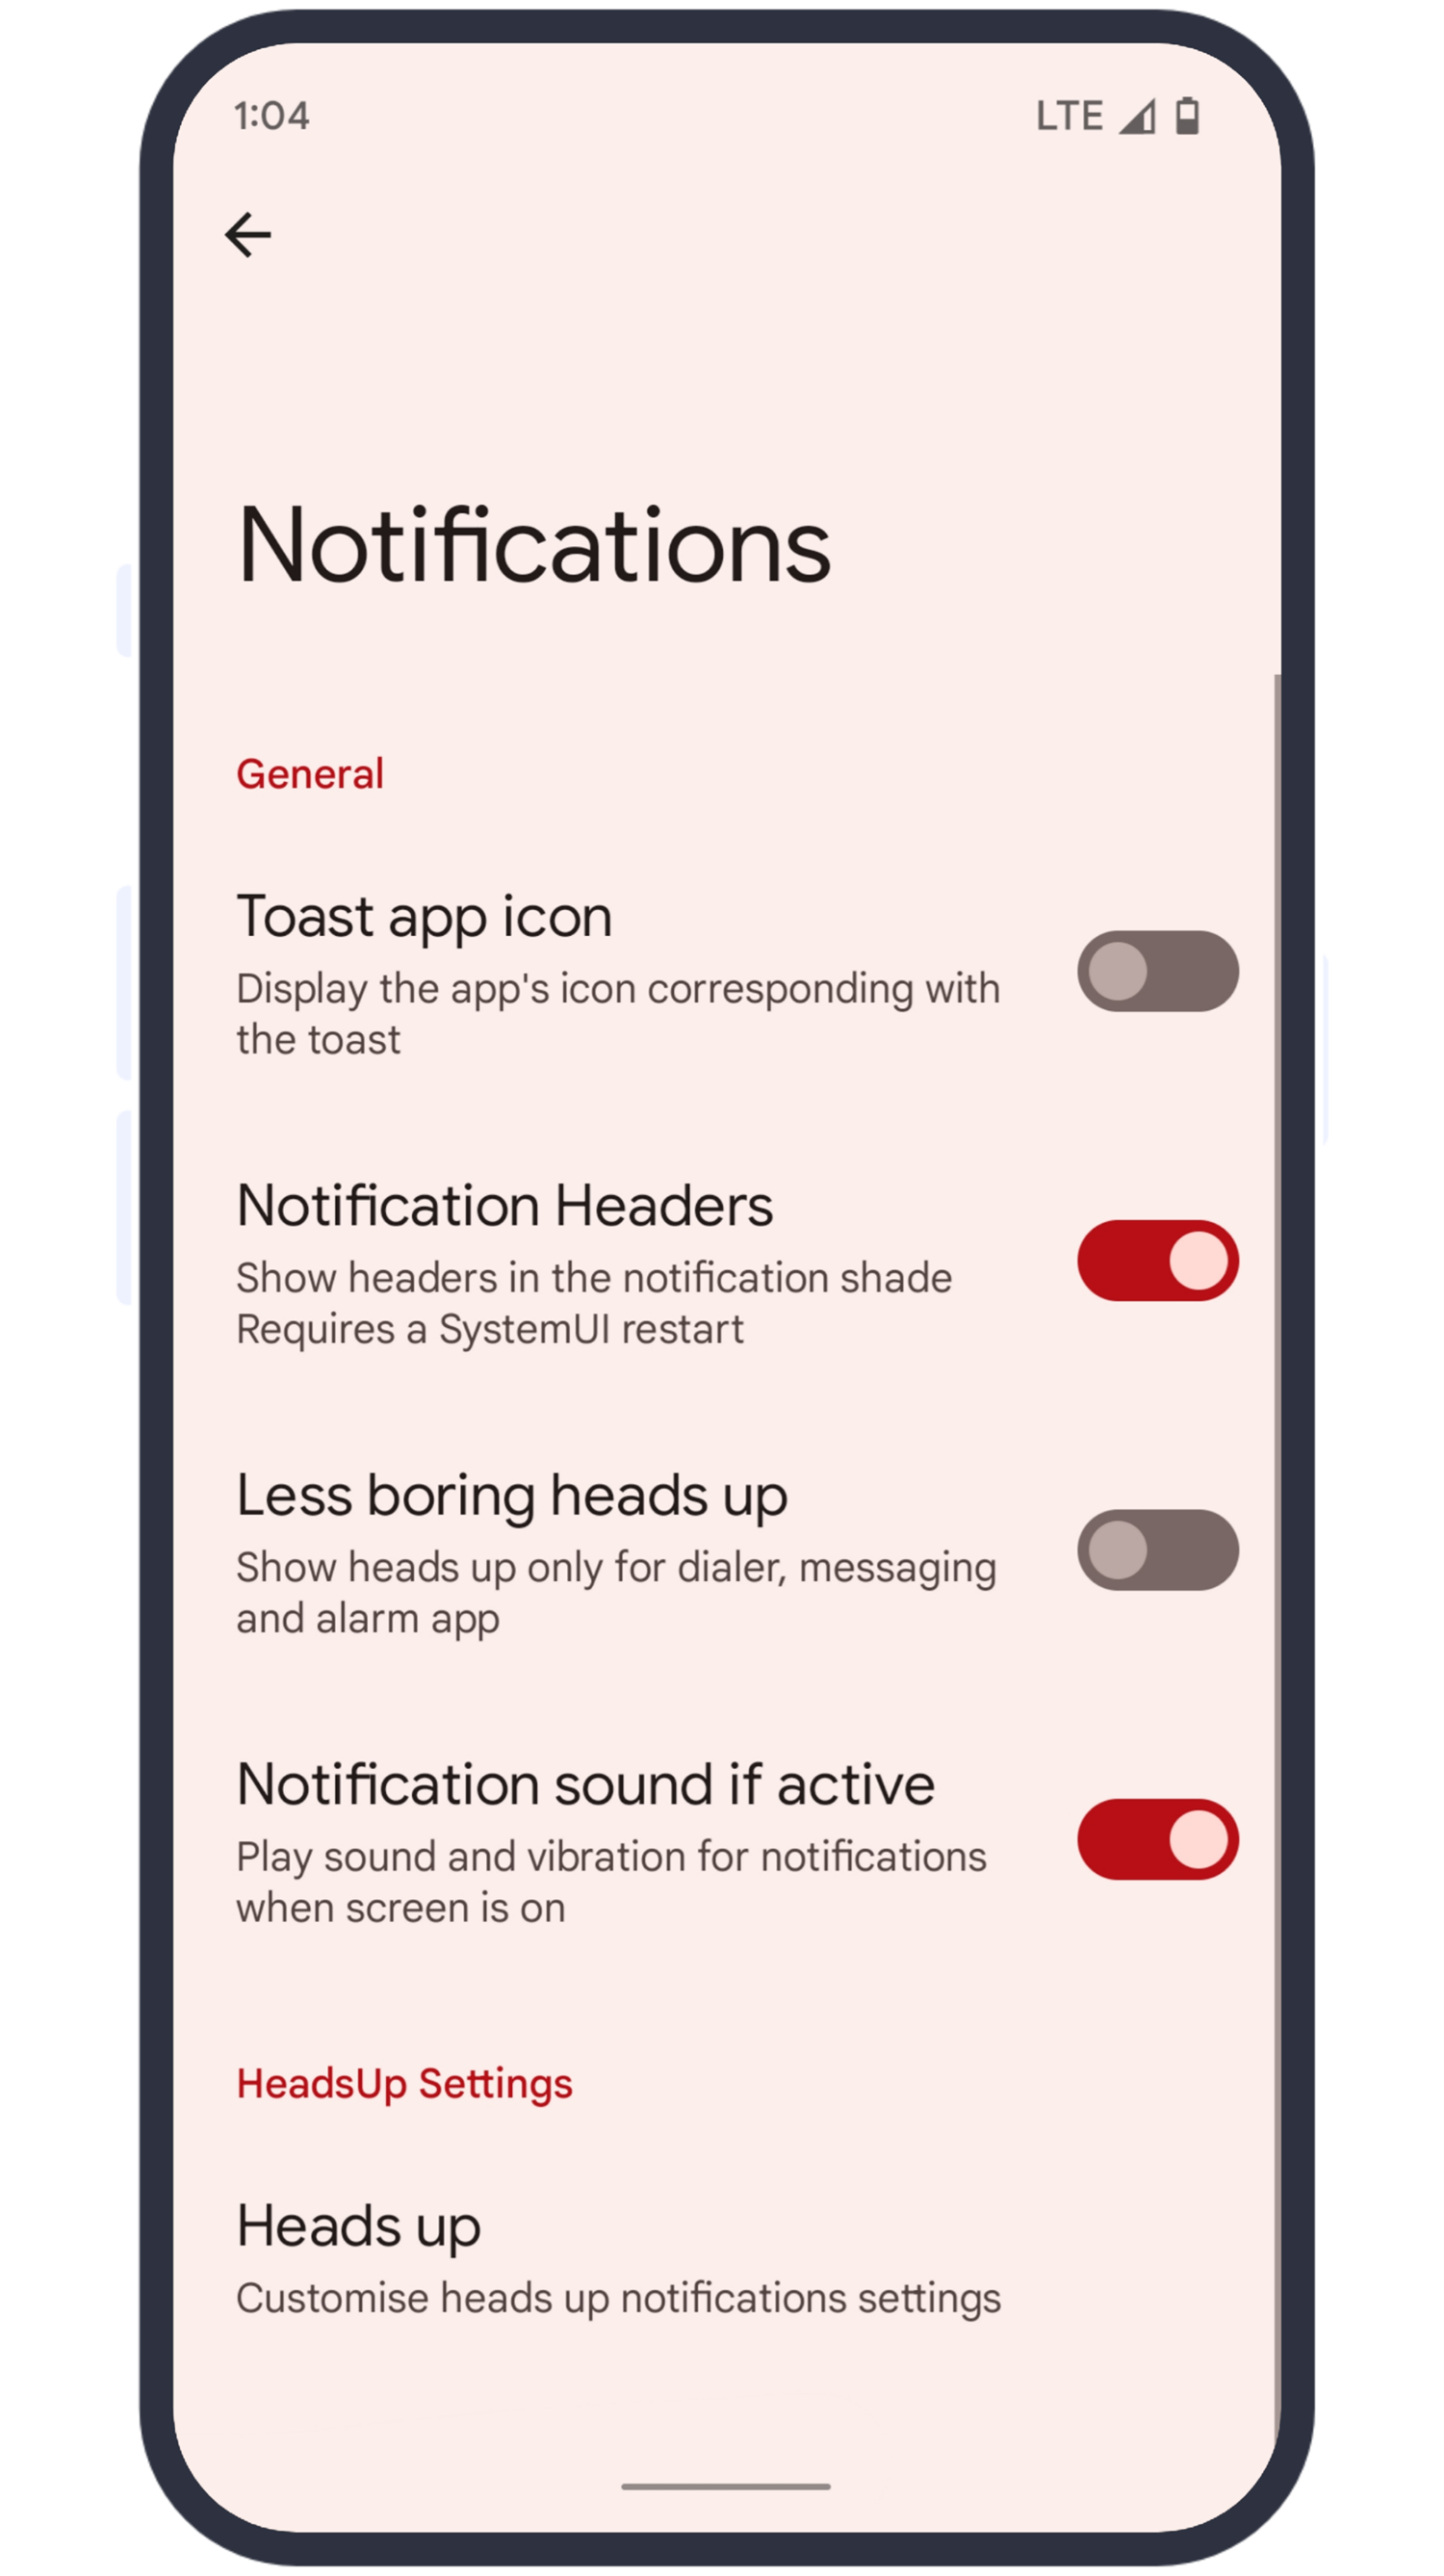 1:04 LTE
Notifications
General
Toast app icon
Display the app's icon corresponding with
the toast
Notification Headers
Show headers in the notification shade
Requires a SystemUI restart
Less boring heads up
Show heads up only for dialer, messaging
and alarm app
Notification sound if active
Play sound and vibration for notifications
when screen is on
HeadsUp Settings
Heads up
Customise heads up notifications settings